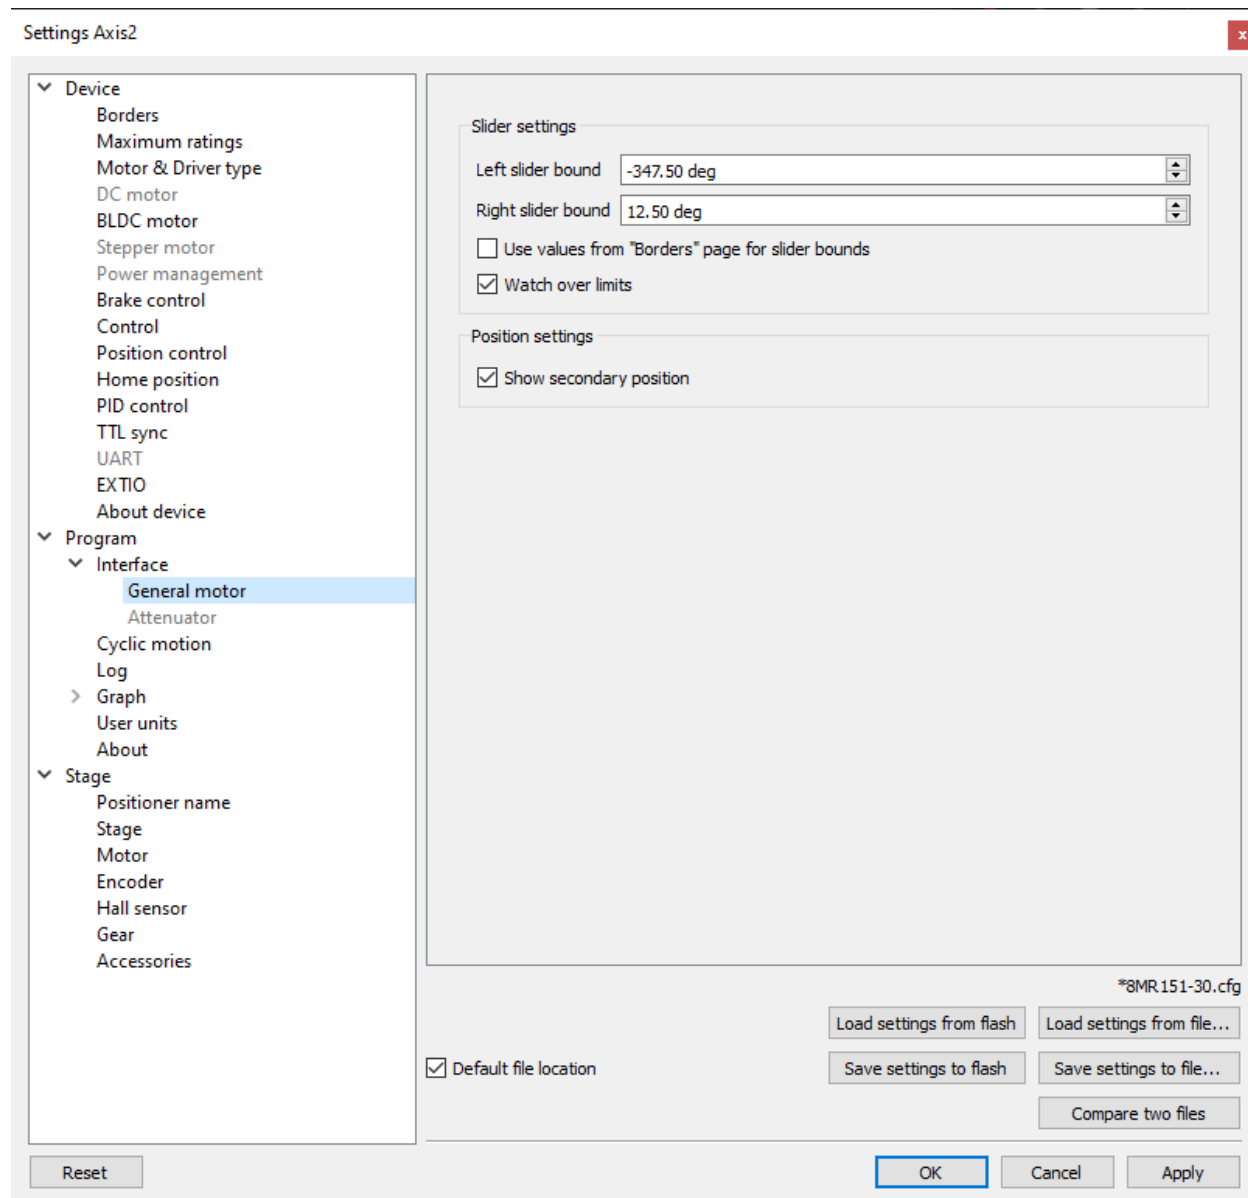 Settings Axis2
x
Device
Borders
Maximum ratings
Motor & Driver type
DC motor
BLDC motor
Stepper motor
Power management
Brake control
Control
Position control
Home position
PID control
TTL sync
UART
EXTIO
About device
Program
Interface
General motor
Attenuator
Cyclic motion
Log
Graph
User units
About
Stage
Positioner name
Stage
Motor
Encoder
Hall sensor
Gear
Accessories
Slider settings
Left slider bound -347.50 deg
Right slider bound 12.50 deg
Use values from "Borders" page for slider bounds
Watch over limits
Position settings
Show secondary position
*8MR151-30.cfg
Load settings from flash Load settings from file...
Default file location Save settings to flash Save settings to file...
Compare two files
Reset OK Cancel Apply